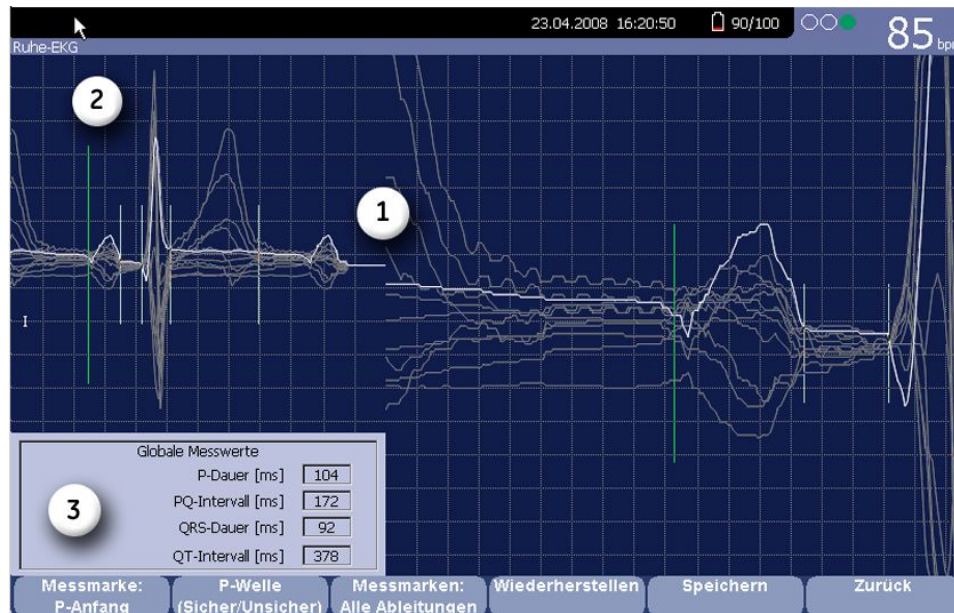 23.04.2008 16:20:50 90/100 85 bpm
Ruhe-EKG
2
1
I
Globale Messwerte
P-Dauer [ms] 104
PQ-Intervall [ms] 172
3
QRS-Dauer [ms] 92
QT-Intervall [ms] 378
Messmarke: P-Anfang
P-Welle (Sicher/Unsicher)
Messmarken: Alle Ableitungen
Wiederherstellen
Speichern
Zurück